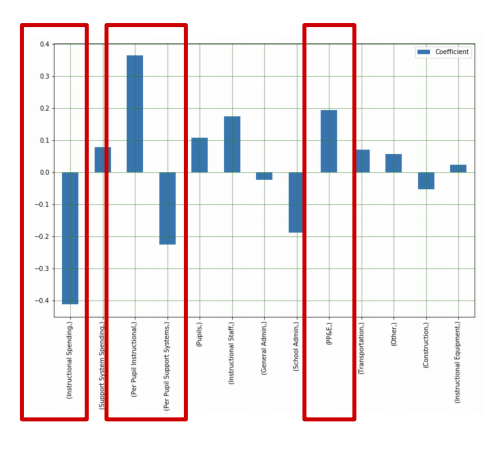 Coefficient
0.4
0.3
0.2
0.1
0.0
−0.1
−0.2
−0.3
−0.4
(Instructional Spending,)
(Support System Spending,)
(Per Pupil Instructional,)
(Per Pupil Support Systems,)
(Pupils,)
(Instructional Staff,)
(General Admin,)
(School Admin,)
(PP&E,)
(Transportation,)
(Other,)
(Construction,)
(Instructional Equipment,)